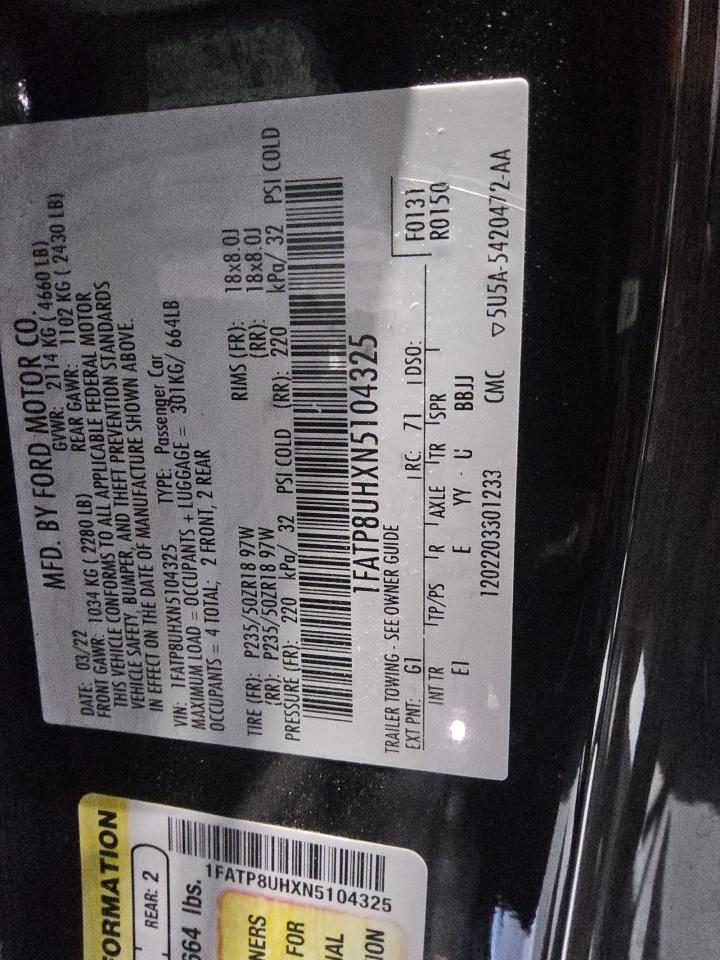 MFD. BY FORD MOTOR CO.
DATE: 03/22 GVWR: 2114 KG ( 4660 LB)
FRONT GAWR: 1034 KG ( 2280 LB) REAR GAWR: 1102 KG ( 2430 LB)
THIS VEHICLE CONFORMS TO ALL APPLICABLE FEDERAL MOTOR
VEHICLE SAFETY, BUMPER, AND THEFT PREVENTION STANDARDS
IN EFFECT ON THE DATE OF MANUFACTURE SHOWN ABOVE.
VIN: 1FATP8UHXN5104325 TYPE: Passenger Car
MAXIMUM LOAD = OCCUPANTS + LUGGAGE = 301KG/ 664LB
OCCUPANTS = 4 TOTAL; 2 FRONT, 2 REAR
TIRE (FR): P235/50ZR18 97W RIMS (FR): 18x8.0J
(RR): P235/50ZR18 97W (RR): 18x8.0J
PRESSURE (FR): 220 kPa/ 32 PSI COLD (RR): 220 kPa/ 32 PSI COLD
1FATP8UHXN5104325
TRAILER TOWING - SEE OWNER GUIDE F0131
EXT PNT: G1 RC: 71 DSO: R0150
INT TR TP/PS R AXLE TR SPR
EI E YY · U BBJJ
1202203301233 CMC ▽5U5A-5420472-AA
FORMATION
REAR: 2
664 lbs.
1FATP8UHXN5104325
NERS
FOR
NAL
ION